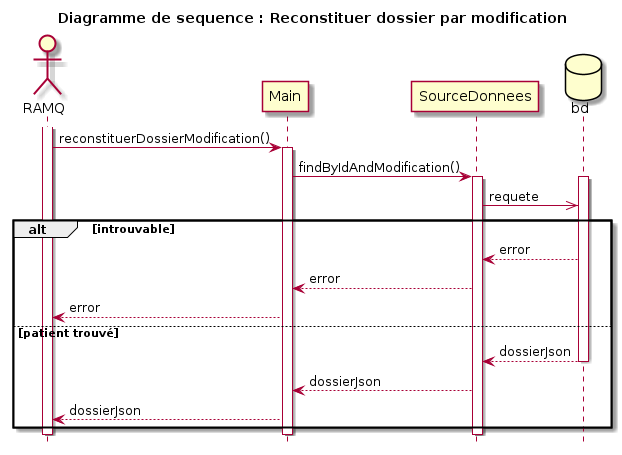 Diagramme de sequence : Reconstituer dossier par modification
RAMQ
Main
SourceDonnees
bd
reconstituerDossierModification()
findByIdAndModification()
requete
alt [introuvable]
error
error
error
[patient trouvé]
dossierJson
dossierJson
dossierJson